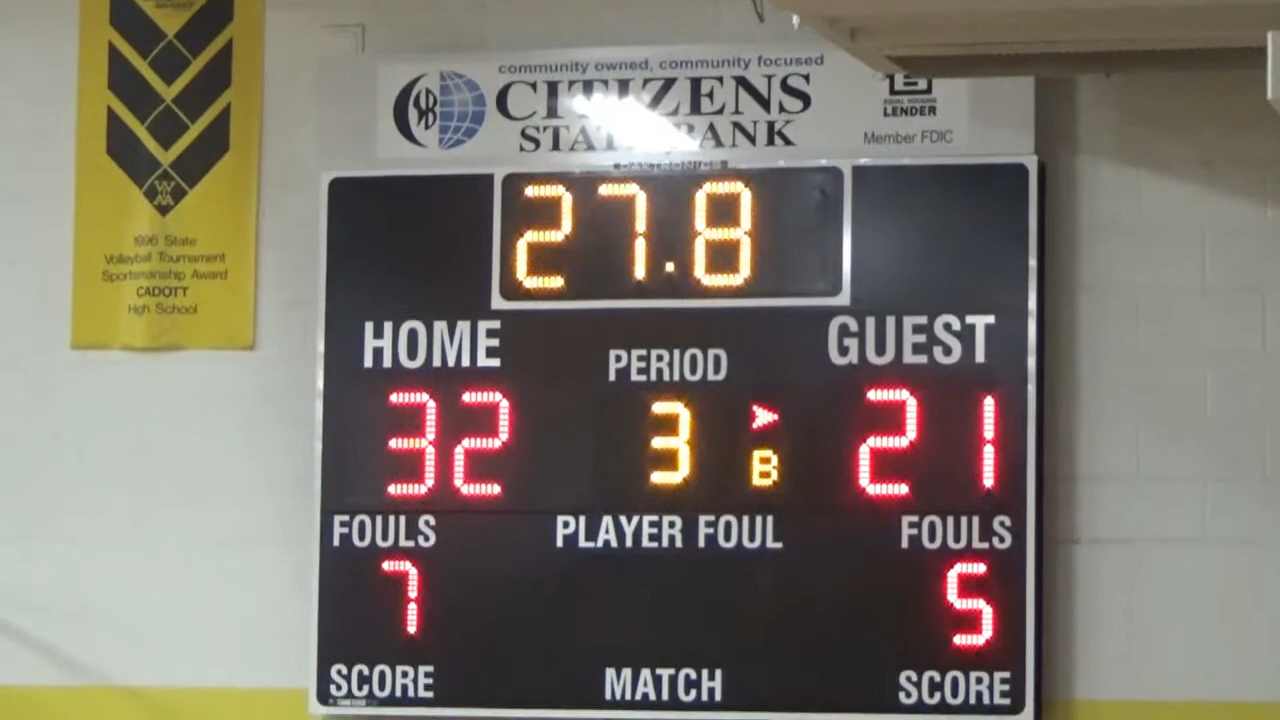 community owned, community focused
CITIZENS
STATE BANK
EQUAL HOUSING
LENDER
Member FDIC
DAKTRONICS
27.8
HOME
PERIOD
GUEST
32
3
B
21
FOULS
PLAYER FOUL
FOULS
7
5
SCORE
MATCH
SCORE
1996 State
Volleyball Tournament
Sportsmanship Award
CADOTT
High School